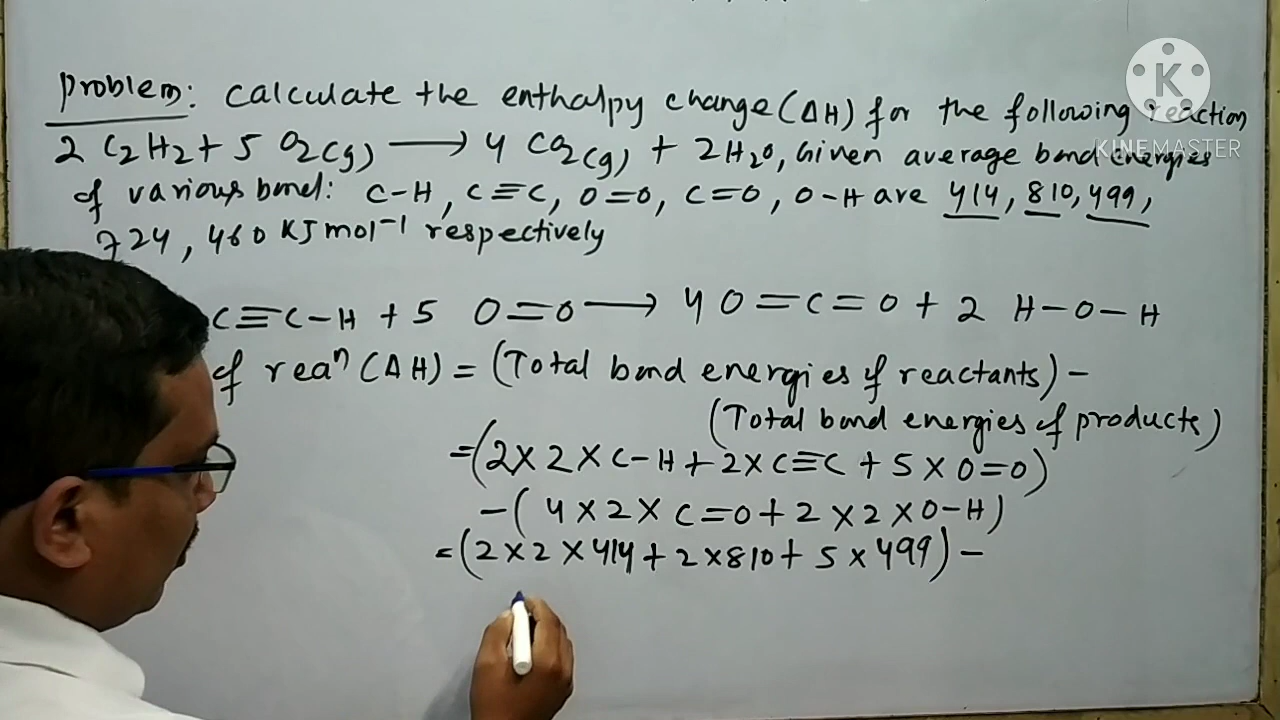 Problem: Calculate the enthalpy change (ΔH) for the following reaction
2 C2H2 + 5 O2(g) ⟶ 4 CO2(g) + 2H2O, Given average bond energies
of various bond: C-H, C≡C, O=O, C=O, O-H are 414, 810, 499,
724, 460 KJ mol⁻¹ respectively
C≡C-H + 5 O=O ⟶ 4 O=C=O + 2 H-O-H
of reaⁿ (ΔH) = (Total bond energies of reactants) -
(Total bond energies of products)
= (2×2×C-H + 2×C≡C + 5×O=O)
- (4×2×C=O + 2×2×O-H)
= (2×2×414 + 2×810 + 5×499) -
K
KINEMASTER